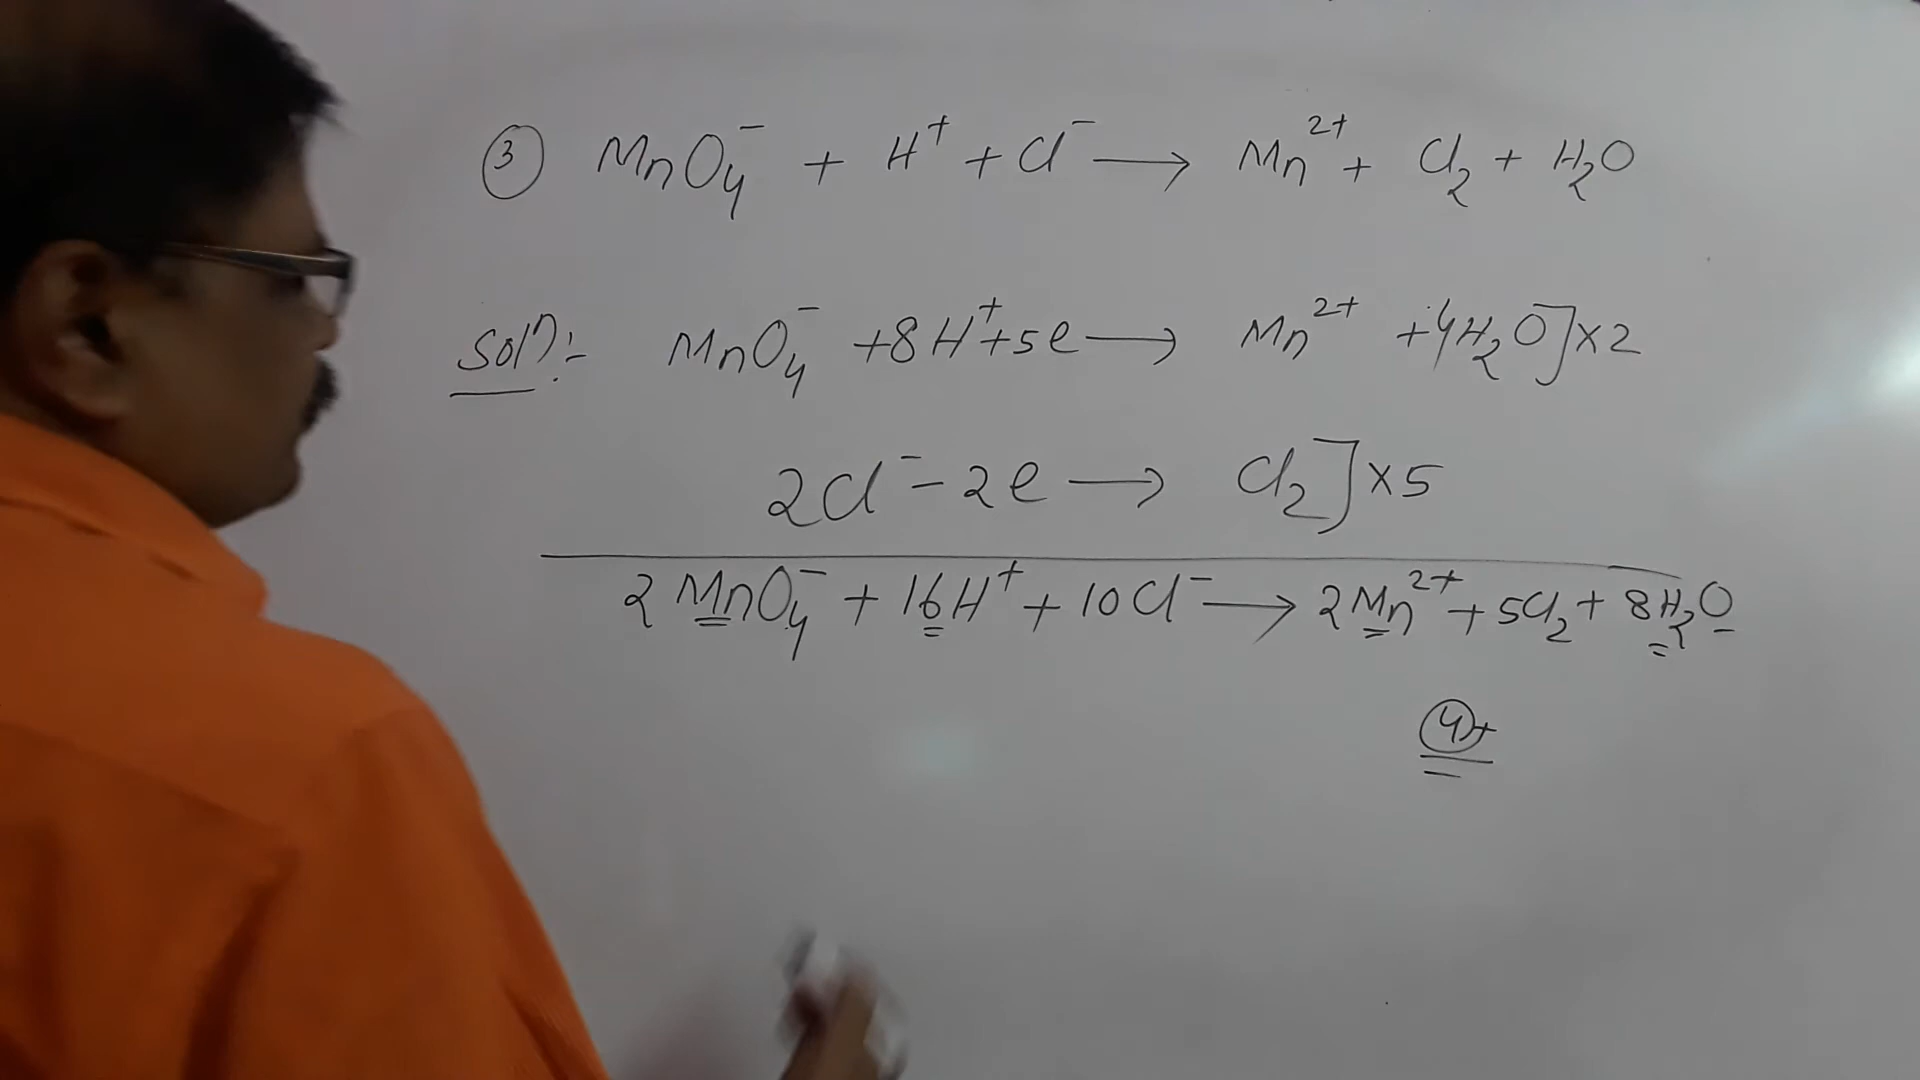 ③ MnO₄⁻ + H⁺ + Cl⁻ ⟶ Mn²⁺ + Cl₂ + H₂O
Solⁿ:- MnO₄⁻ + 8H⁺ + 5e ⟶ Mn²⁺ + 4H₂O] × 2
2Cl⁻ - 2e ⟶ Cl₂] × 5
2MnO₄⁻ + 16H⁺ + 10Cl⁻ ⟶ 2Mn²⁺ + 5Cl₂ + 8H₂O
4+